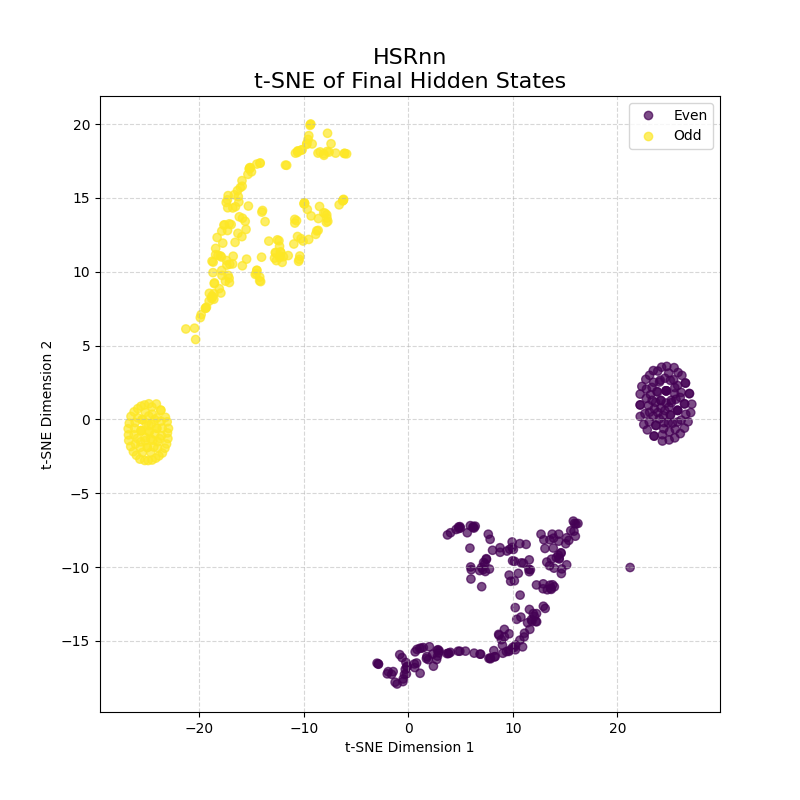 HSRnn
t-SNE of Final Hidden States
Even
Odd
20
15
10
5
0
−5
−10
−15
t-SNE Dimension 2
−20
−10
0
10
20
t-SNE Dimension 1